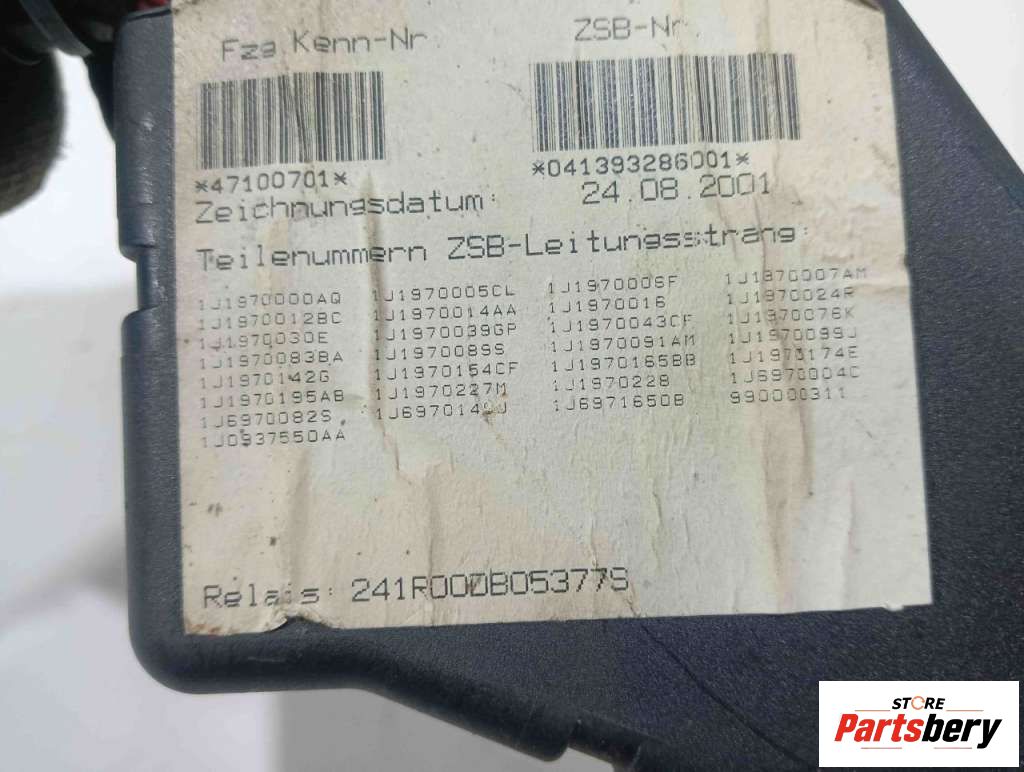 Fzg Kenn-Nr.
ZSB-Nr.
*47100701*
*041393286001*
Zeichnungsdatum: 24.08.2001
Teilenummern ZSB-Leitungsstrang:
1J1970000AQ 1J1970005CL 1J1970006F 1J1970007AM
1J1970012BC 1J1970014AA 1J1970016 1J1970024R
1J1970030E 1J1970039GP 1J1970043CF 1J1970076K
1J1970083BA 1J1970089S 1J1970091AM 1J1970099J
1J1970142G 1J1970154CF 1J1970165BB 1J1970174E
1J1970195AB 1J1970227M 1J1970228 1J6970004C
1J6970082S 1J6971650B 990000311
1J0937550AA
Relais: 241R000B05377S
STORE
Partsbery